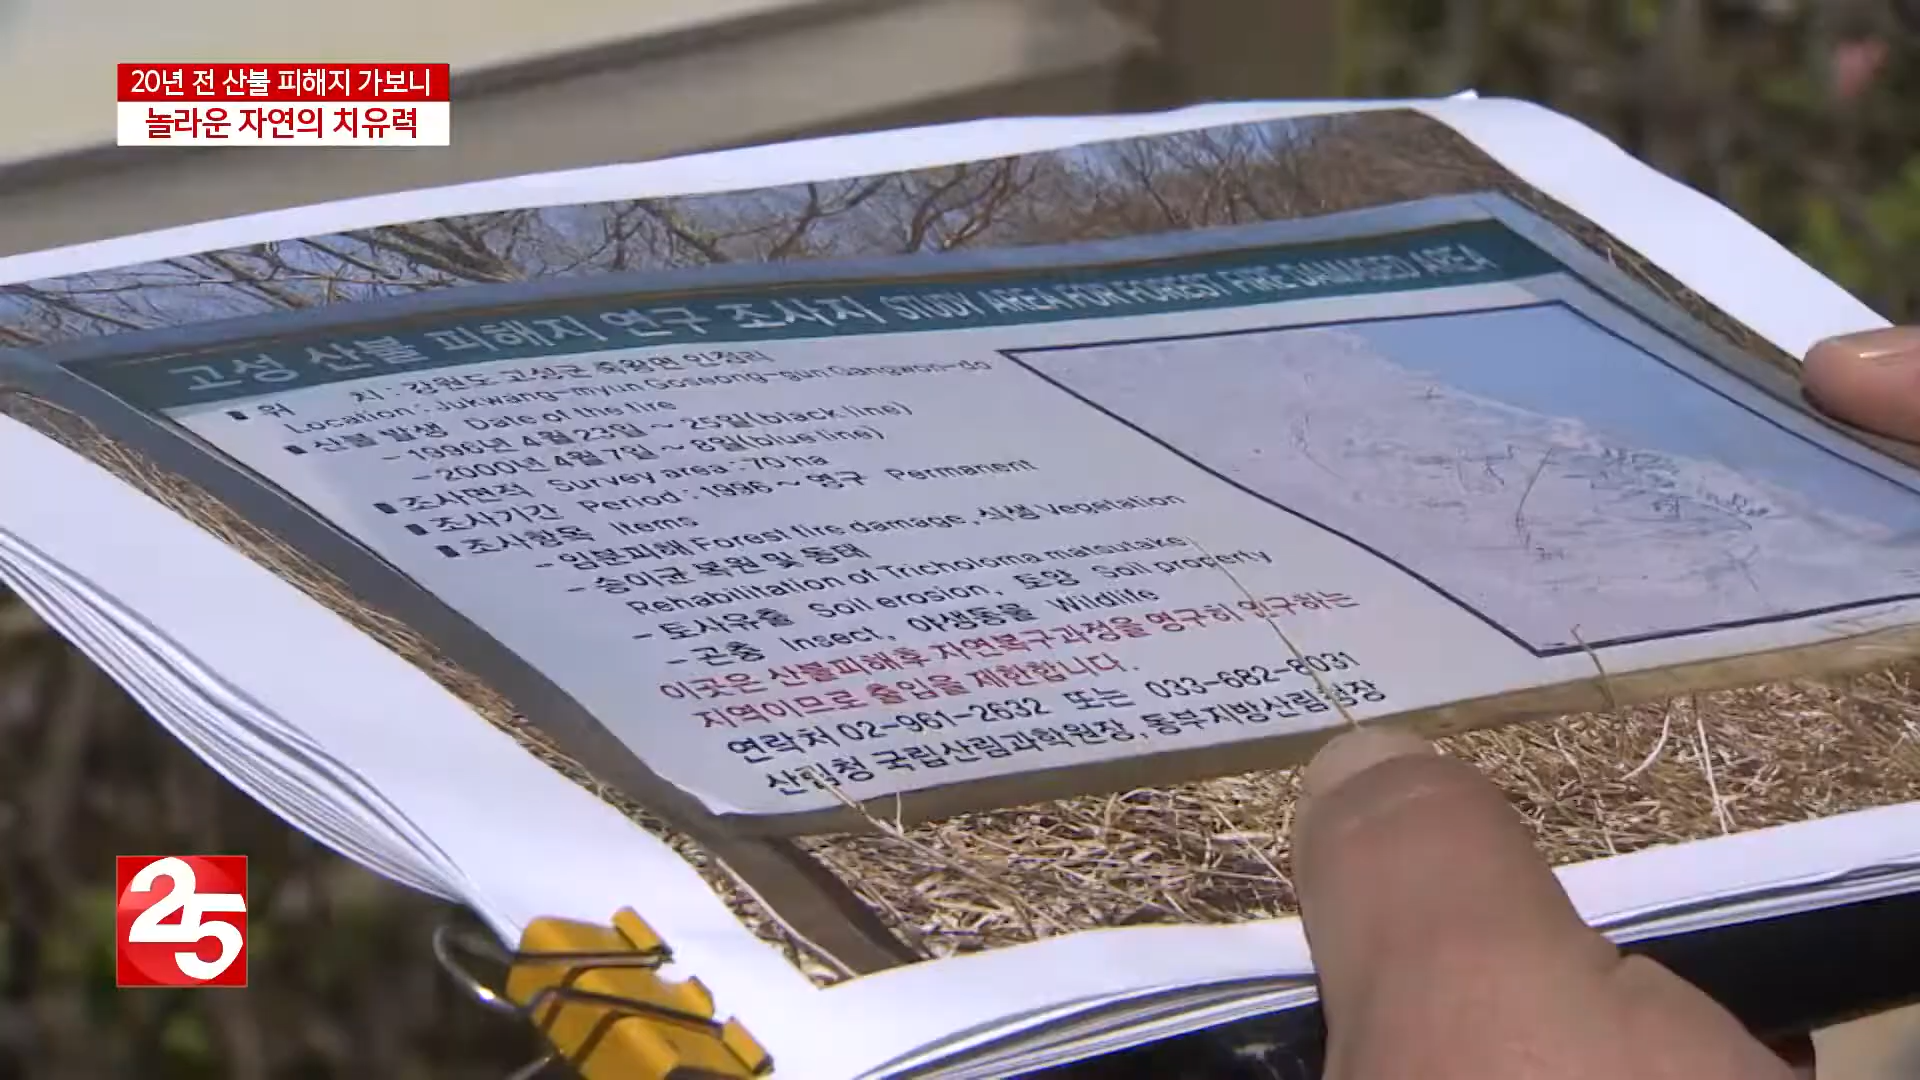 20년 전 산불 피해지 가보니
놀라운 자연의 치유력
고성 산불 피해지 연구 조사지 STUDY AREA FOR FOREST FIRE DAMAGED AREA
위 치 : 강원도 고성군 죽왕면 인정리
Location : Jukwang-myun Goseong-gun Gangwon-do
산불 발생 Date of the fire
- 1996년 4월 23일 ~ 25일(black line)
- 2000년 4월 7일 ~ 8일(blue line)
조사면적 Survey area : 70 ha
조사기간 Period : 1996 ~ 영구 Permanent
조사항목 Items
- 임분피해 Forest fire damage, 식생 Vegetation
- 송이균 복원 및 동태
Rehabilitation of Tricholoma matsutake
- 토사유출 Soil erosion, 토양 Soil property
- 곤충 Insect, 야생동물 Wildlife
이곳은 산불피해후 자연복구과정을 영구히 연구하는
지역이므로 출입을 제한합니다.
연락처 02-961-2632 또는 033-682-8031
산림청 국립산림과학원장, 동부지방산림청장
25